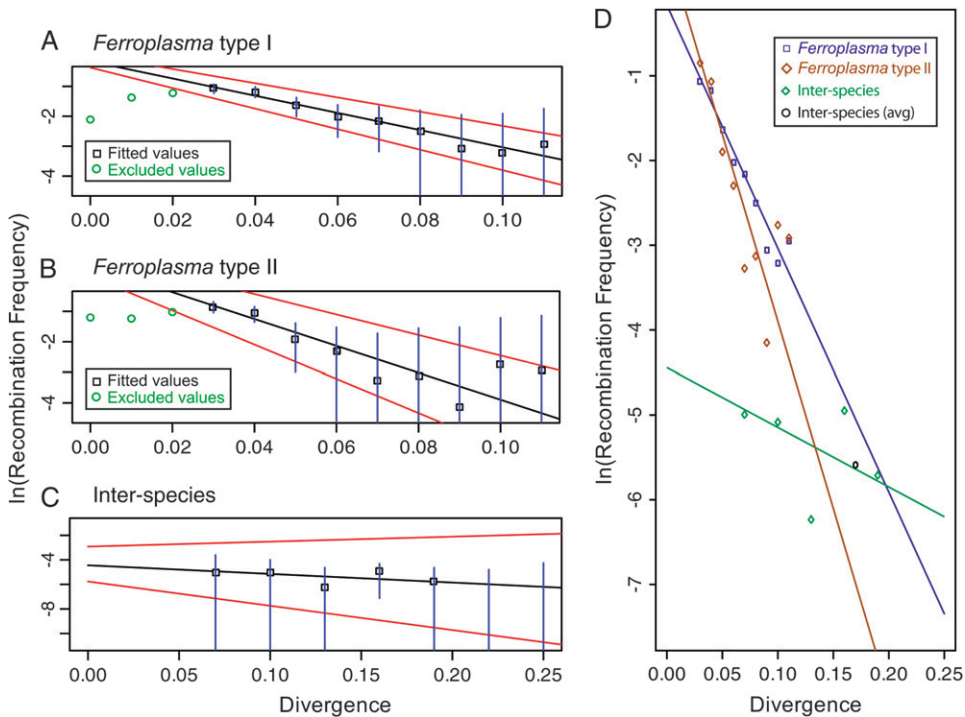 A
Ferroplasma type I
-2
-4
Fitted values
Excluded values
0.00 0.02 0.04 0.06 0.08 0.10
B
Ferroplasma type II
-2
-4
Fitted values
Excluded values
0.00 0.02 0.04 0.06 0.08 0.10
C
Inter-species
-4
-8
0.00 0.05 0.10 0.15 0.20 0.25
Divergence
ln(Recombination Frequency)
D
Ferroplasma type I
Ferroplasma type II
Inter-species
Inter-species (avg)
-1
-2
-3
-4
-5
-6
-7
0.00 0.05 0.10 0.15 0.20 0.25
Divergence
ln(Recombination Frequency)